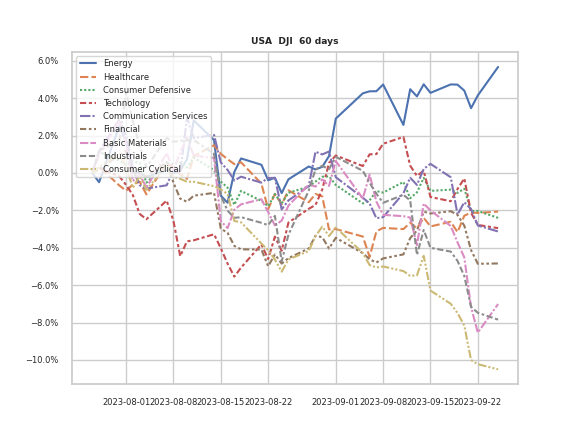 USA DJI 60 days
6.0%
4.0%
2.0%
0.0%
−2.0%
−4.0%
−6.0%
−8.0%
−10.0%
Energy
Healthcare
Consumer Defensive
Technology
Communication Services
Financial
Basic Materials
Industrials
Consumer Cyclical
2023-08-01 2023-08-08 2023-08-15 2023-08-22 2023-09-01 2023-09-08 2023-09-15 2023-09-22